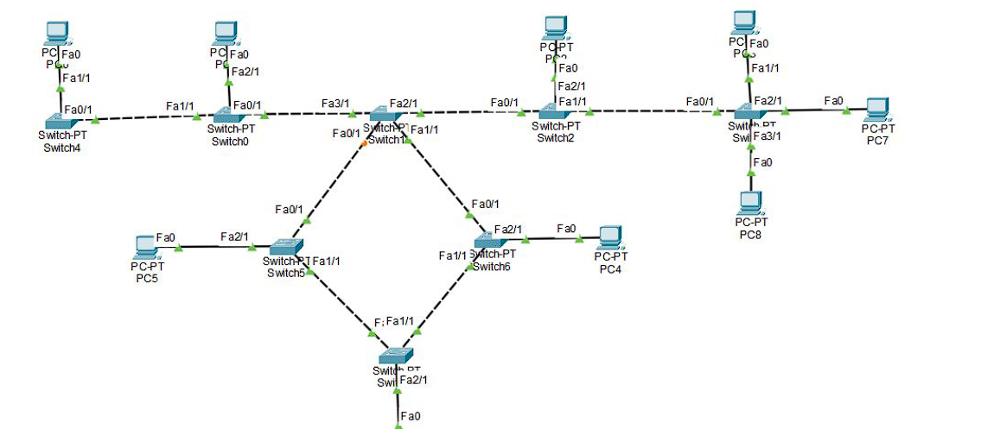 Fa0
Fa1/1
Fa0/1
Switch-PT
Switch4
Fa0
Fa2/1
Fa1/1
Fa0/1
Switch-PT
Switch0
Fa3/1
Fa2/1
Fa0/1
Fa1/1
PC-PT
Fa0
Fa2/1
Fa0/1
Fa1/1
Switch-PT
Switch2
Fa0
Fa1/1
Fa0/1
Fa2/1
Fa3/1
Fa0
PC-PT
PC7
Fa0
PC-PT
PC8
Fa0/1
Fa0
Fa2/1
PC-PT
PC5
Switch-PT
Switch5
Fa1/1
Fa0/1
Fa2/1
Fa0
Fa1/1
Switch-PT
Switch6
PC-PT
PC4
Fa1/1
Fa2/1
Fa0